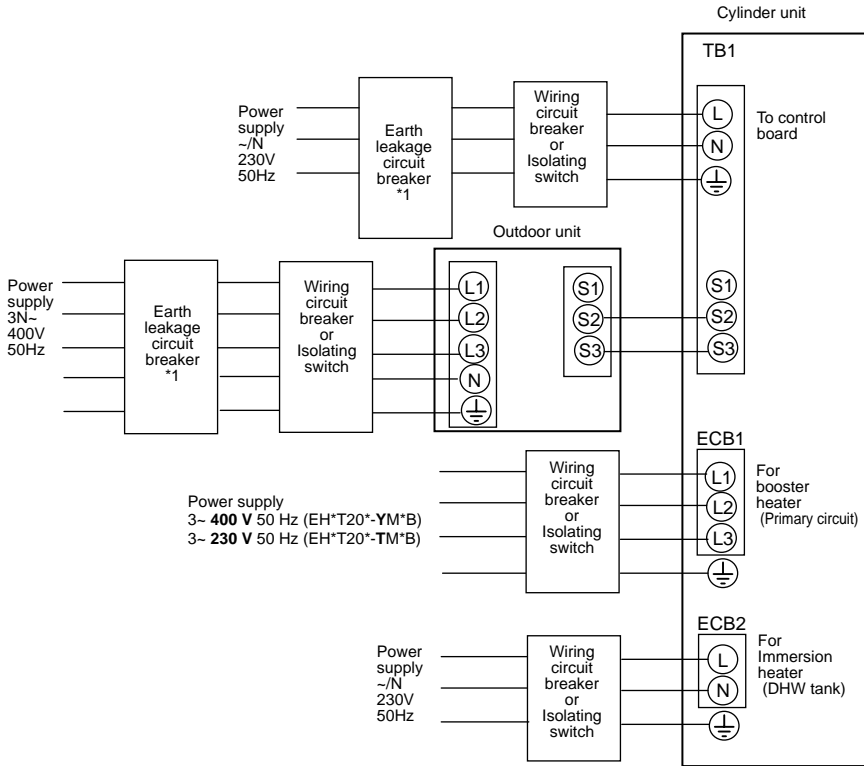 Cylinder unit
TB1
Power
supply
~/N
230V
50Hz
Earth
leakage
circuit
breaker
*1
Wiring
circuit
breaker
or
Isolating
switch
L
N
To control
board
Outdoor unit
Power
supply
3N~
400V
50Hz
Earth
leakage
circuit
breaker
*1
Wiring
circuit
breaker
or
Isolating
switch
L1
L2
L3
N
S1
S2
S3
S1
S2
S3
ECB1
Power supply
3~ 400 V 50 Hz (EH*T20*-YM*B)
3~ 230 V 50 Hz (EH*T20*-TM*B)
Wiring
circuit
breaker
or
Isolating
switch
L1
L2
L3
For
booster
heater
(Primary circuit)
ECB2
Power
supply
~/N
230V
50Hz
Wiring
circuit
breaker
or
Isolating
switch
L
N
For
Immersion
heater
(DHW tank)